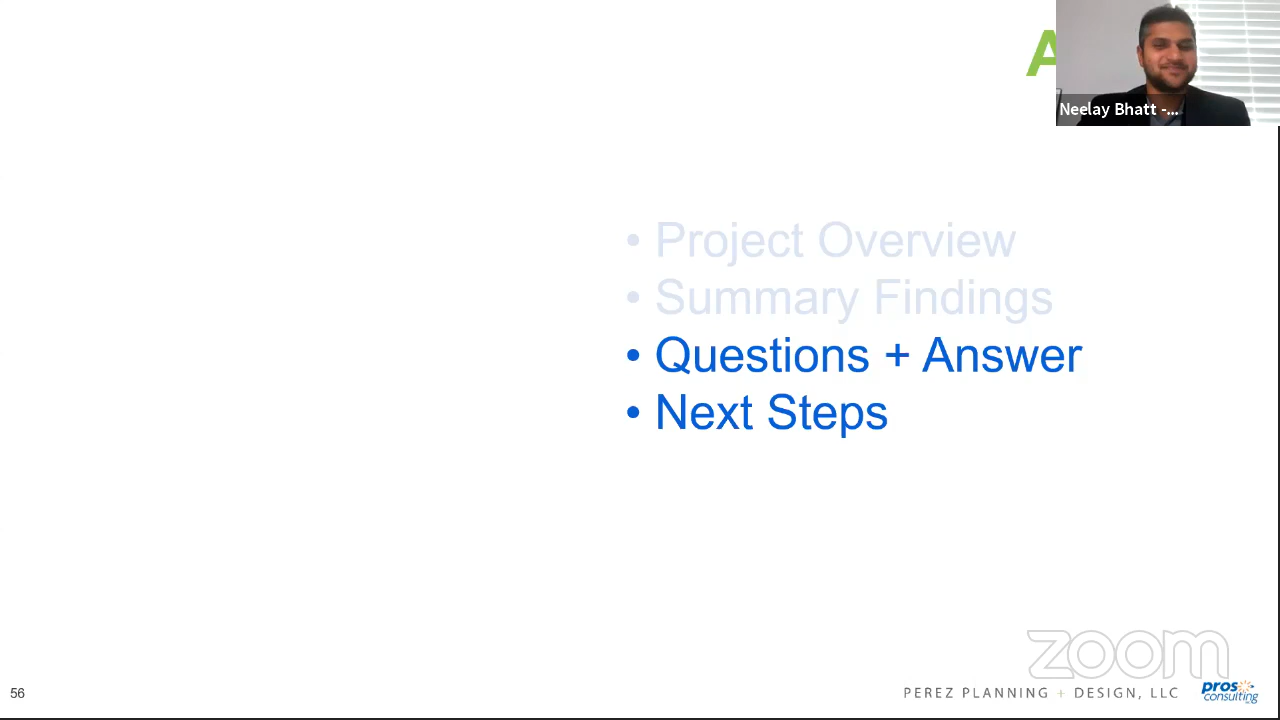 A
Neelay Bhatt -...
• Project Overview
• Summary Findings
• Questions + Answer
• Next Steps
zoom
56
PEREZ PLANNING + DESIGN, LLC
pros
consulting